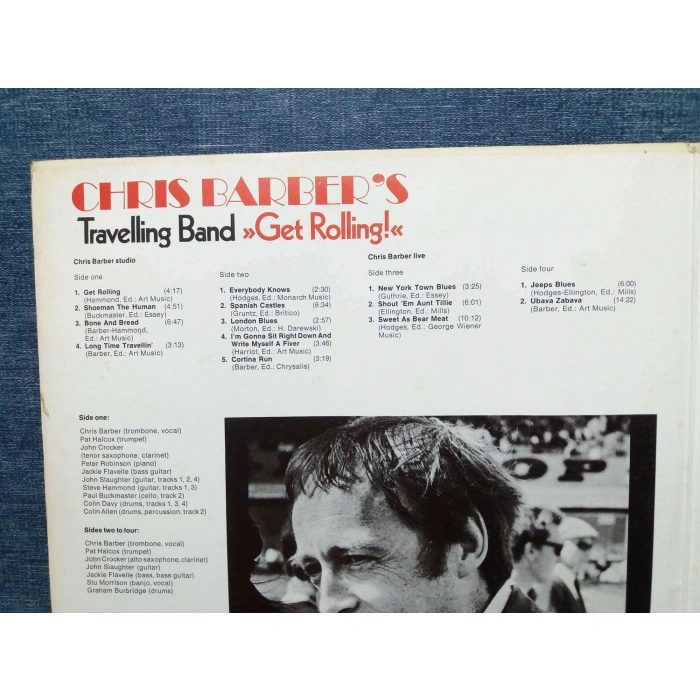 CHRIS BARBER'S
Travelling Band »Get Rolling!«
Chris Barber studio
Side one
1. Get Rolling (4:17)
(Hammond, Ed.: Art Music)
2. Shoeman The Human (4:51)
(Buckmaster, Ed.: Essey)
3. Bone And Bread (6:47)
(Barber-Hammond,
Ed.: Art Music)
4. Long Time Travellin' (3:13)
(Barber, Ed.: Art Music)
Side two
1. Everybody Knows (2:30)
(Hodges, Ed.: Monarch Music)
2. Spanish Castles (6:34)
(Gruntz, Ed.: Britico)
3. London Blues (2:57)
(Morton, Ed.: H. Darewski)
4. I'm Gonna Sit Right Down And
Write Myself A Fiver (3:46)
(Harriot, Ed.: Art Music)
5. Cortina Run (3:19)
(Barber, Ed.: Chrysalis)
Chris Barber live
Side three
1. New York Town Blues (3:25)
(Guthrie, Ed.: Essey)
2. Shout 'Em Aunt Tillie (6:01)
(Ellington, Ed.: Mills)
3. Sweet As Bear Meat (10:12)
(Hodges, Ed.: George Wiener
Music)
Side four
1. Jeeps Blues (6:00)
(Hodges-Ellington, Ed.: Mills)
2. Ubava Zabava (14:22)
(Barber, Ed.: Art Music)
Side one:
Chris Barber (trombone, vocal)
Pat Halcox (trumpet)
John Crocker
(tenor saxophone, clarinet)
Peter Robinson (piano)
Jackie Flavelle (bass guitar)
John Slaughter (guitar, tracks 1, 2, 4)
Steve Hammond (guitar, tracks 1, 3)
Paul Buckmaster (cello, track 2)
Colin Davy (drums, tracks 1, 3, 4)
Colin Allen (drums, percussion, track 2)
Sides two to four:
Chris Barber (trombone, vocal)
Pat Halcox (trumpet)
John Crocker (alto saxophone, clarinet)
John Slaughter (guitar)
Jackie Flavelle (bass, bass guitar)
Stu Morrison (banjo, vocal)
Graham Burbridge (drums)
OP